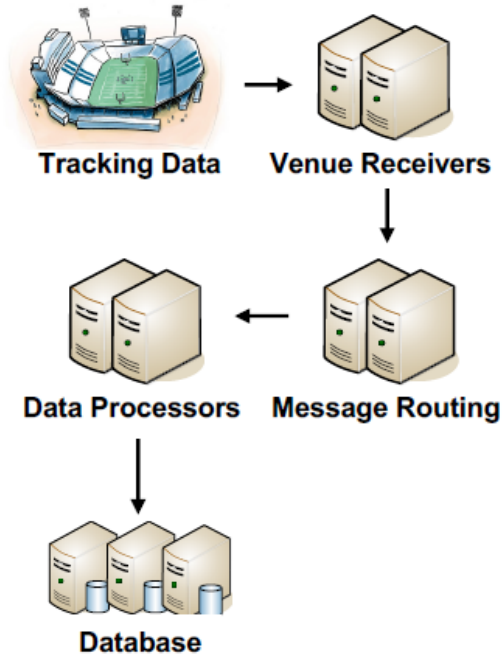 Tracking Data
Venue Receivers
Message Routing
Data Processors
Database